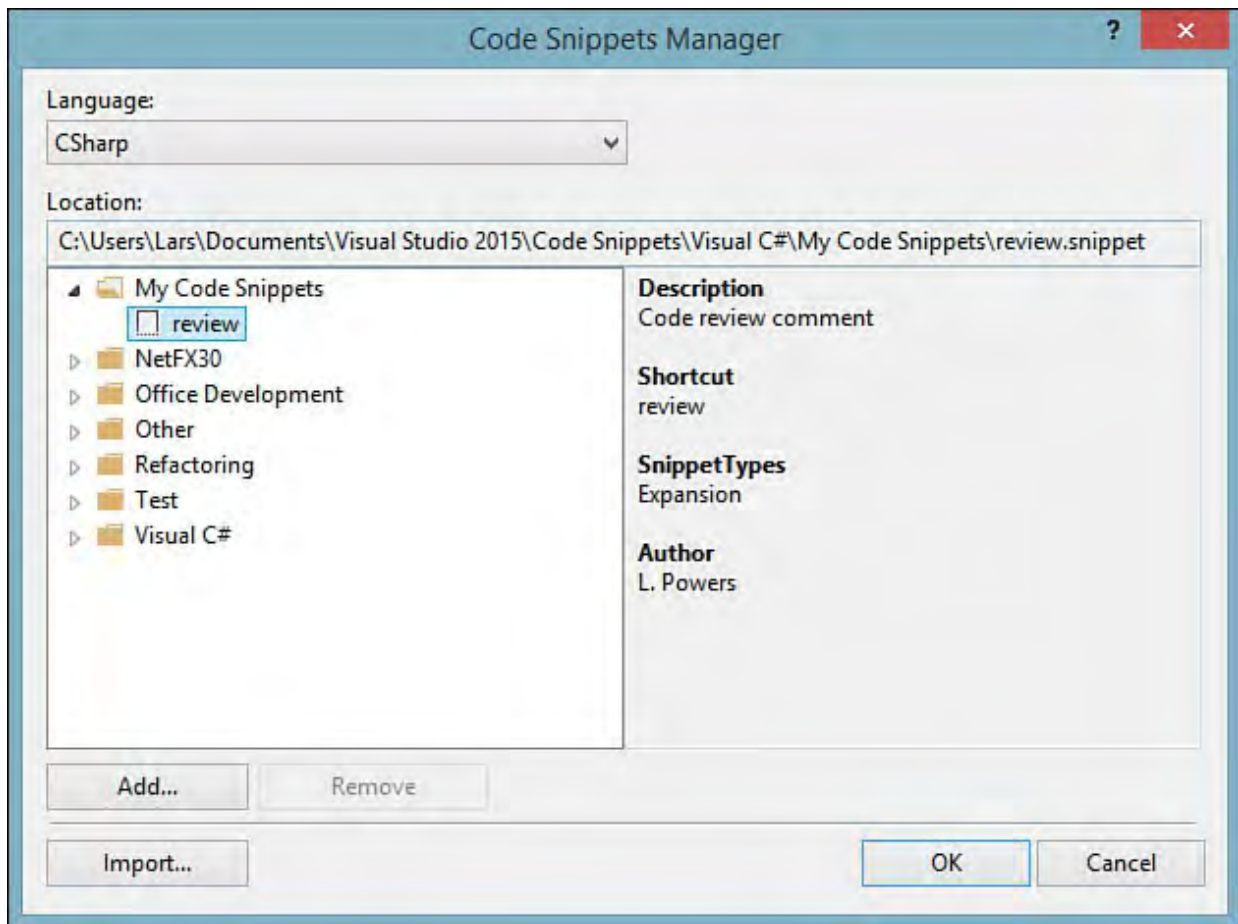 Code Snippets Manager
?
Language:
CSharp
Location:
C:\Users\Lars\Documents\Visual Studio 2015\Code Snippets\Visual C#\My Code Snippets\review.snippet
My Code Snippets
review
NetFX30
Office Development
Other
Refactoring
Test
Visual C#
Description
Code review comment
Shortcut
review
SnippetTypes
Expansion
Author
L. Powers
Add...
Remove
Import...
OK
Cancel